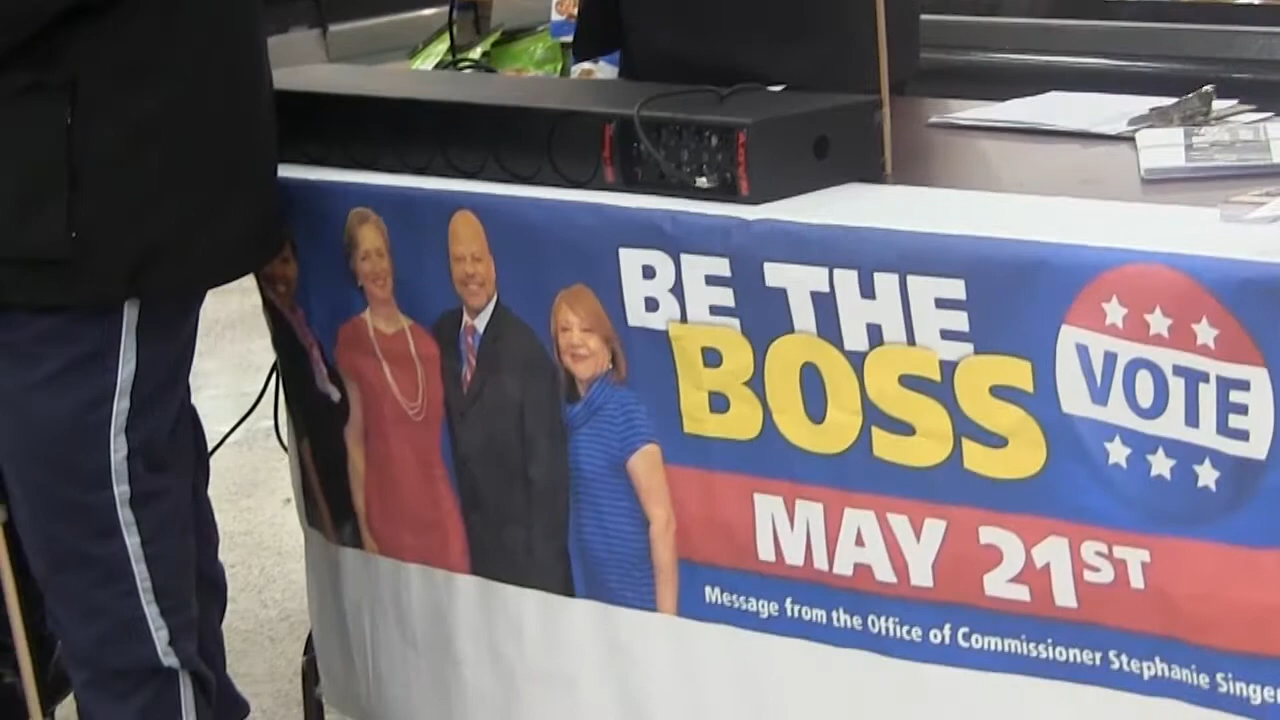 BE THE
BOSS
VOTE
MAY 21ST
Message from the Office of Commissioner Stephanie Singer